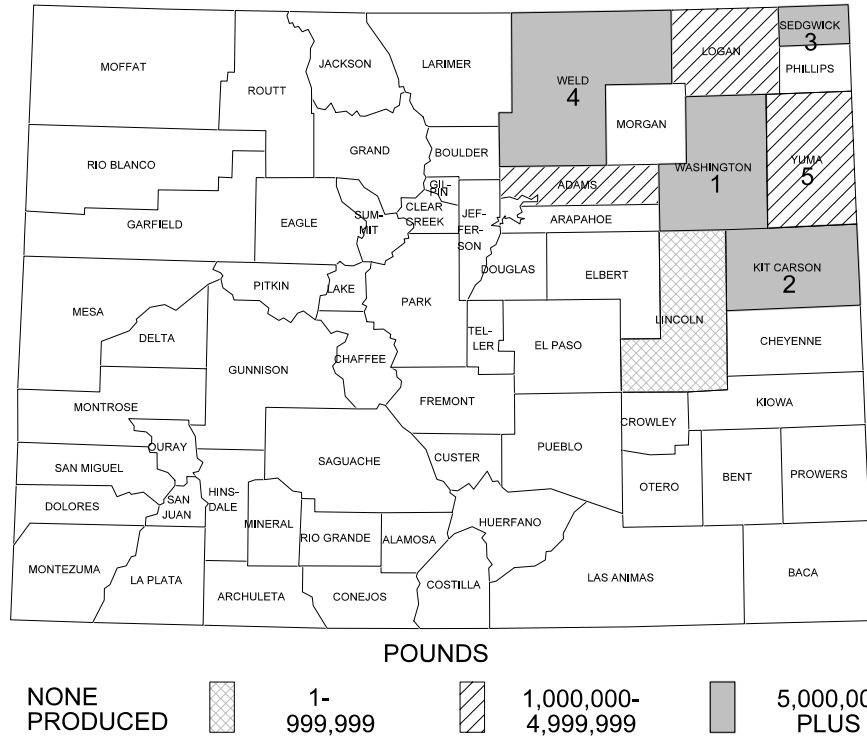 SEDGWICK
3
MOFFAT
ROUTT
JACKSON
LARIMER
WELD
4
LOGAN
PHILLIPS
MORGAN
GRAND
BOULDER
RIO BLANCO
WASHINGTON
1
YUMA
5
GIL-
PIN
ADAMS
CLEAR
CREEK
JEF-
FER-
SON
ARAPAHOE
GARFIELD
EAGLE
SUM-
MIT
DOUGLAS
ELBERT
KIT CARSON
2
PITKIN
LAKE
PARK
MESA
DELTA
LINCOLN
TEL-
LER
EL PASO
CHEYENNE
GUNNISON
CHAFFEE
FREMONT
MONTROSE
CROWLEY
KIOWA
OURAY
PUEBLO
SAN MIGUEL
SAGUACHE
CUSTER
OTERO
BENT
PROWERS
DOLORES
SAN
JUAN
HINS-
DALE
MINERAL
RIO GRANDE
ALAMOSA
HUERFANO
MONTEZUMA
LA PLATA
ARCHULETA
CONEJOS
COSTILLA
LAS ANIMAS
BACA
POUNDS
NONE
PRODUCED
1-
999,999
1,000,000-
4,999,999
5,000,00
PLUS